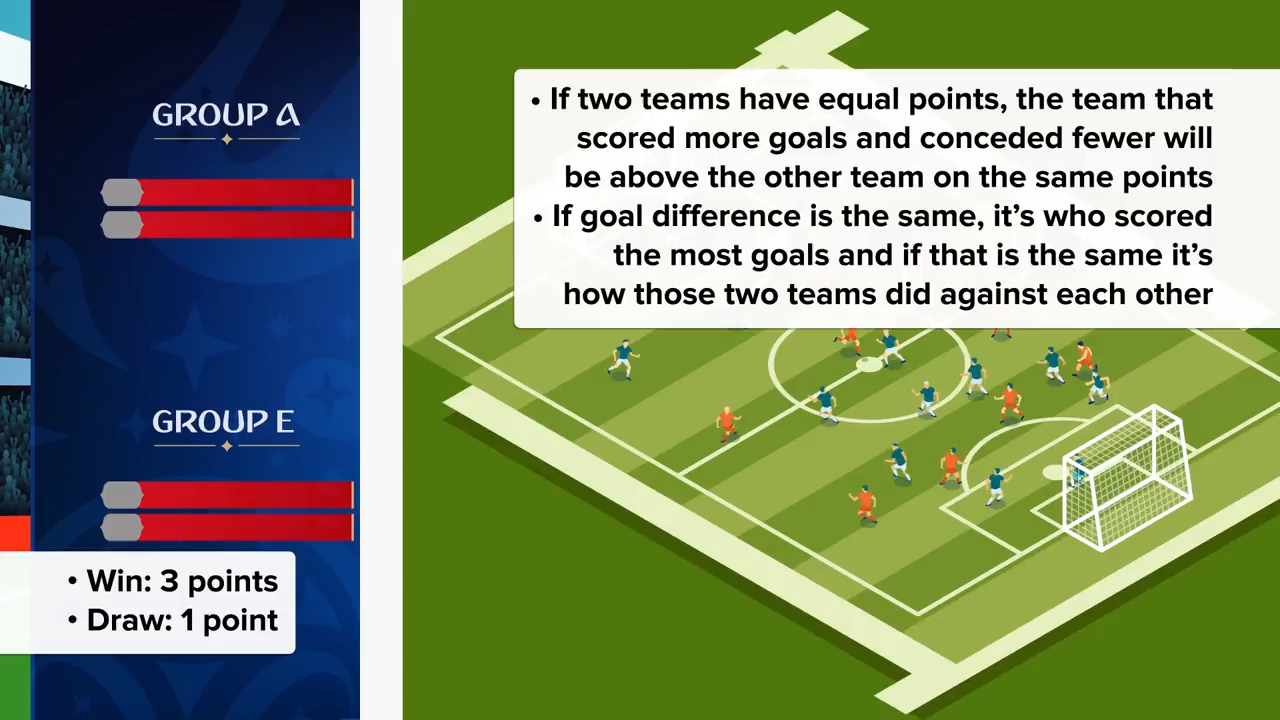 GROUP A
GROUP E
• Win: 3 points
• Draw: 1 point
• If two teams have equal points, the team that
scored more goals and conceded fewer will
be above the other team on the same points
• If goal difference is the same, it’s who scored
the most goals and if that is the same it’s
how those two teams did against each other